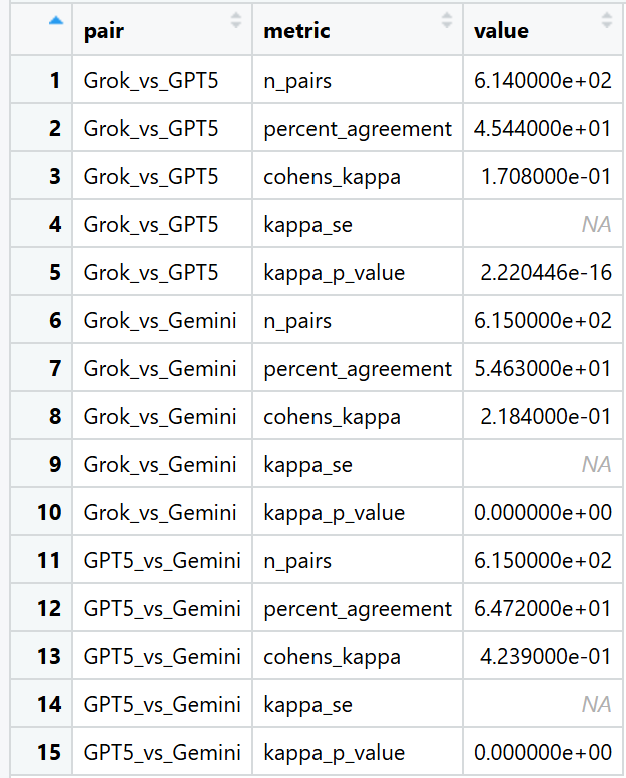 pair metric value
1 Grok_vs_GPT5 n_pairs 6.140000e+02
2 Grok_vs_GPT5 percent_agreement 4.544000e+01
3 Grok_vs_GPT5 cohens_kappa 1.708000e-01
4 Grok_vs_GPT5 kappa_se NA
5 Grok_vs_GPT5 kappa_p_value 2.220446e-16
6 Grok_vs_Gemini n_pairs 6.150000e+02
7 Grok_vs_Gemini percent_agreement 5.463000e+01
8 Grok_vs_Gemini cohens_kappa 2.184000e-01
9 Grok_vs_Gemini kappa_se NA
10 Grok_vs_Gemini kappa_p_value 0.000000e+00
11 GPT5_vs_Gemini n_pairs 6.150000e+02
12 GPT5_vs_Gemini percent_agreement 6.472000e+01
13 GPT5_vs_Gemini cohens_kappa 4.239000e-01
14 GPT5_vs_Gemini kappa_se NA
15 GPT5_vs_Gemini kappa_p_value 0.000000e+00